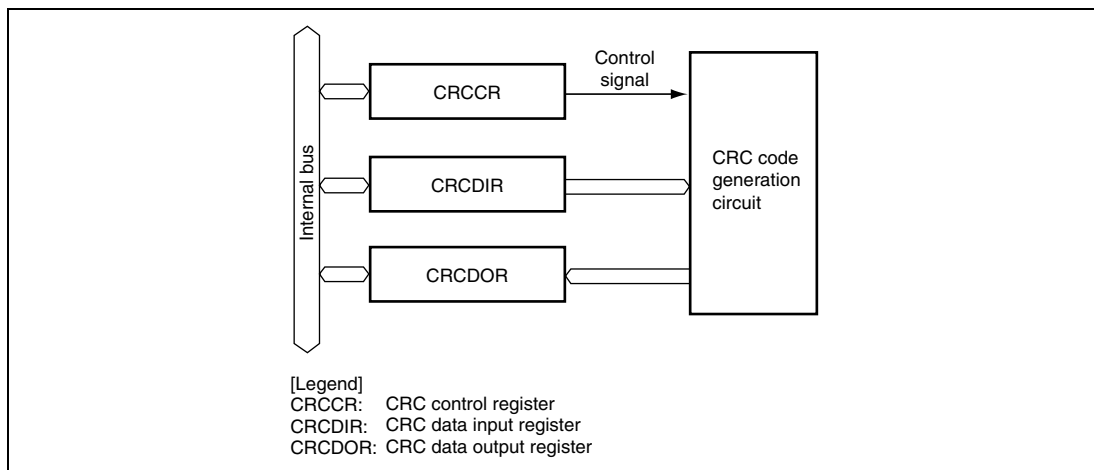 Control
signal
CRCCR
Internal bus
CRCDIR
CRC code
generation
circuit
CRCDOR
[Legend]
CRCCR: CRC control register
CRCDIR: CRC data input register
CRCDOR: CRC data output register